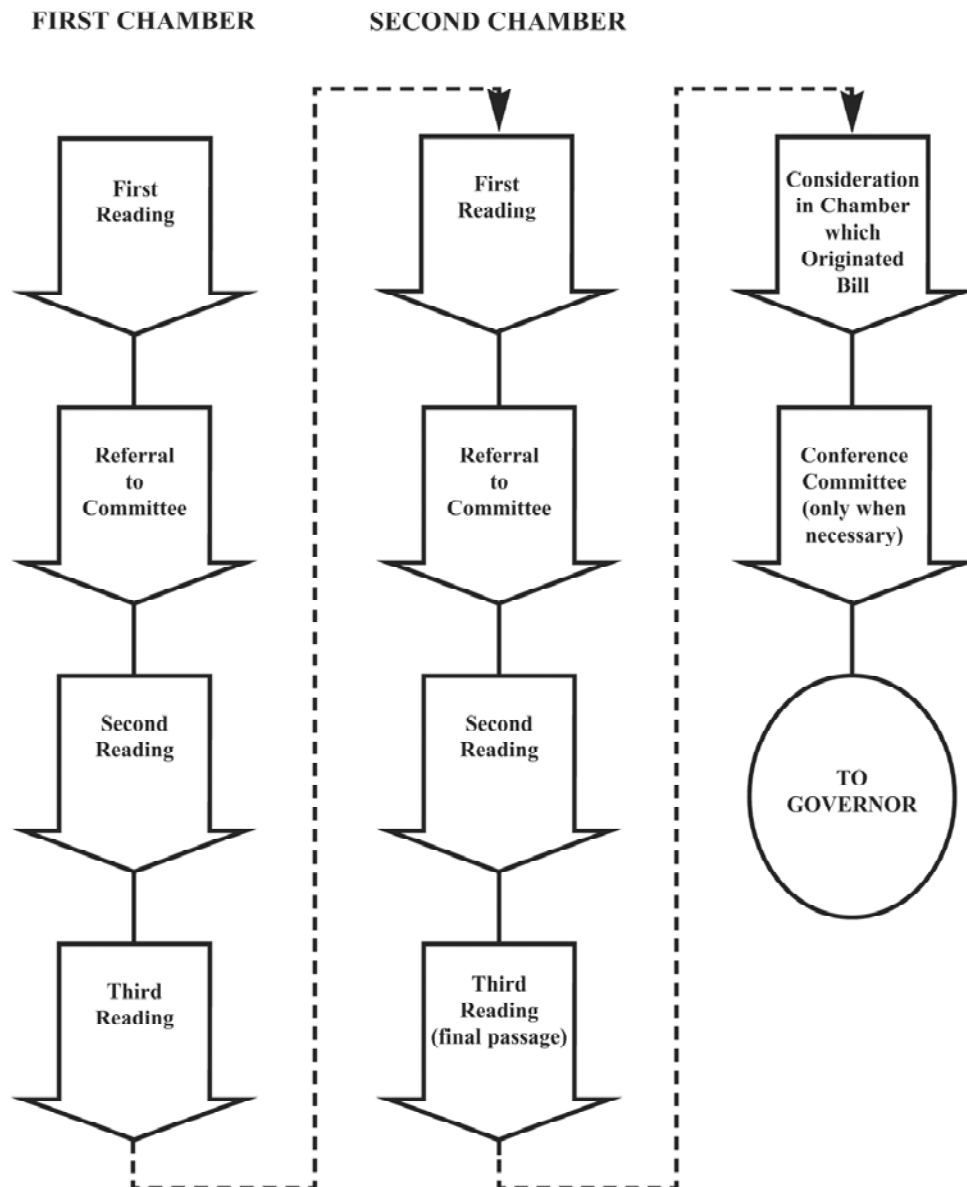 FIRST CHAMBER
First
Reading
Referral
to
Committee
Second
Reading
Third
Reading
SECOND CHAMBER
First
Reading
Referral
to
Committee
Second
Reading
Third
Reading
(final passage)
Consideration
in Chamber
which
Originated
Bill
Conference
Committee
(only when
necessary)
TO
GOVERNOR